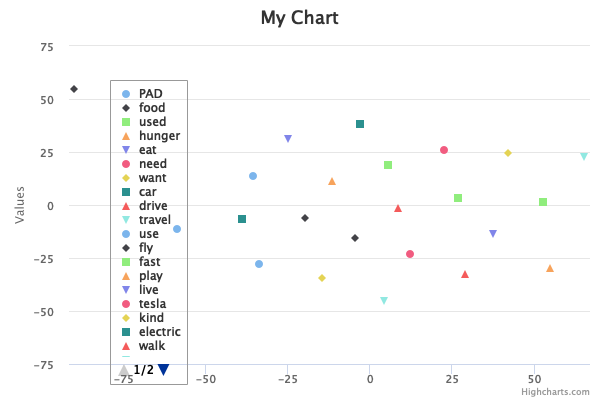 My Chart
Values
75
50
25
0
−25
−50
−75
PAD
food
used
hunger
eat
need
want
car
drive
travel
use
fly
fast
play
live
tesla
kind
electric
walk
1/2
−75
−50
−25
0
25
50
Highcharts.com